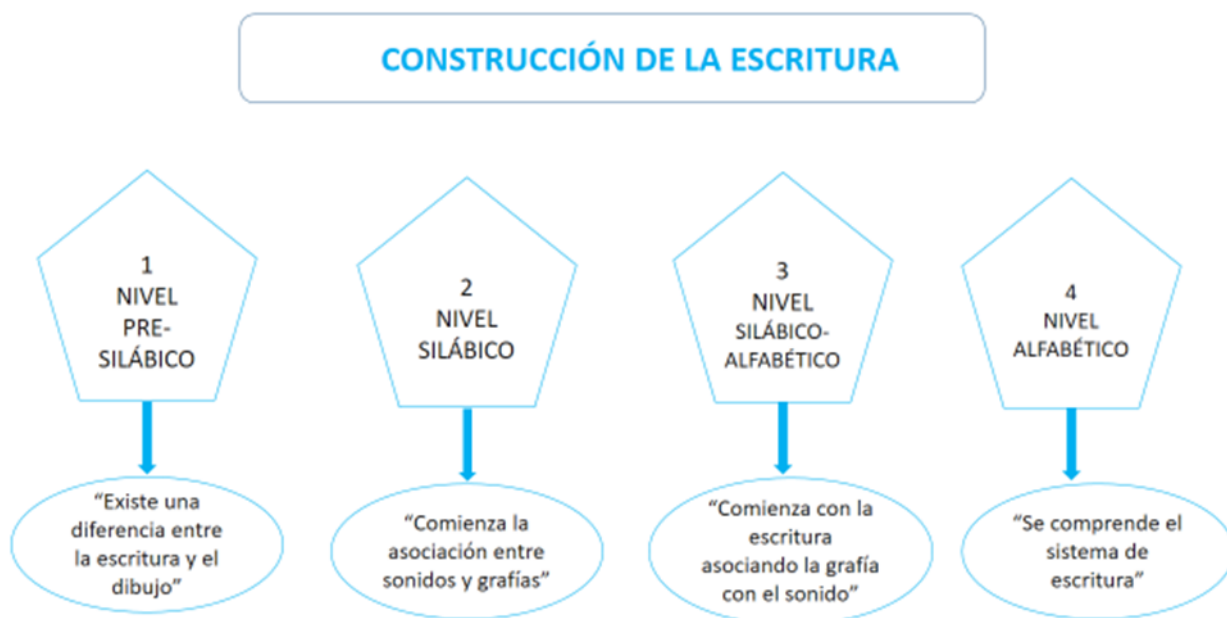 CONSTRUCCIÓN DE LA ESCRITURA
1
NIVEL
PRE-
SILÁBICO
2
NIVEL
SILÁBICO
3
NIVEL
SILÁBICO-
ALFABÉTICO
4
NIVEL
ALFABÉTICO
“Existe una
diferencia entre
la escritura y el
dibujo”
“Comienza la
asociación entre
sonidos y grafías”
“Comienza con la
escritura
asociando la grafía
con el sonido”
“Se comprende el
sistema de
escritura”